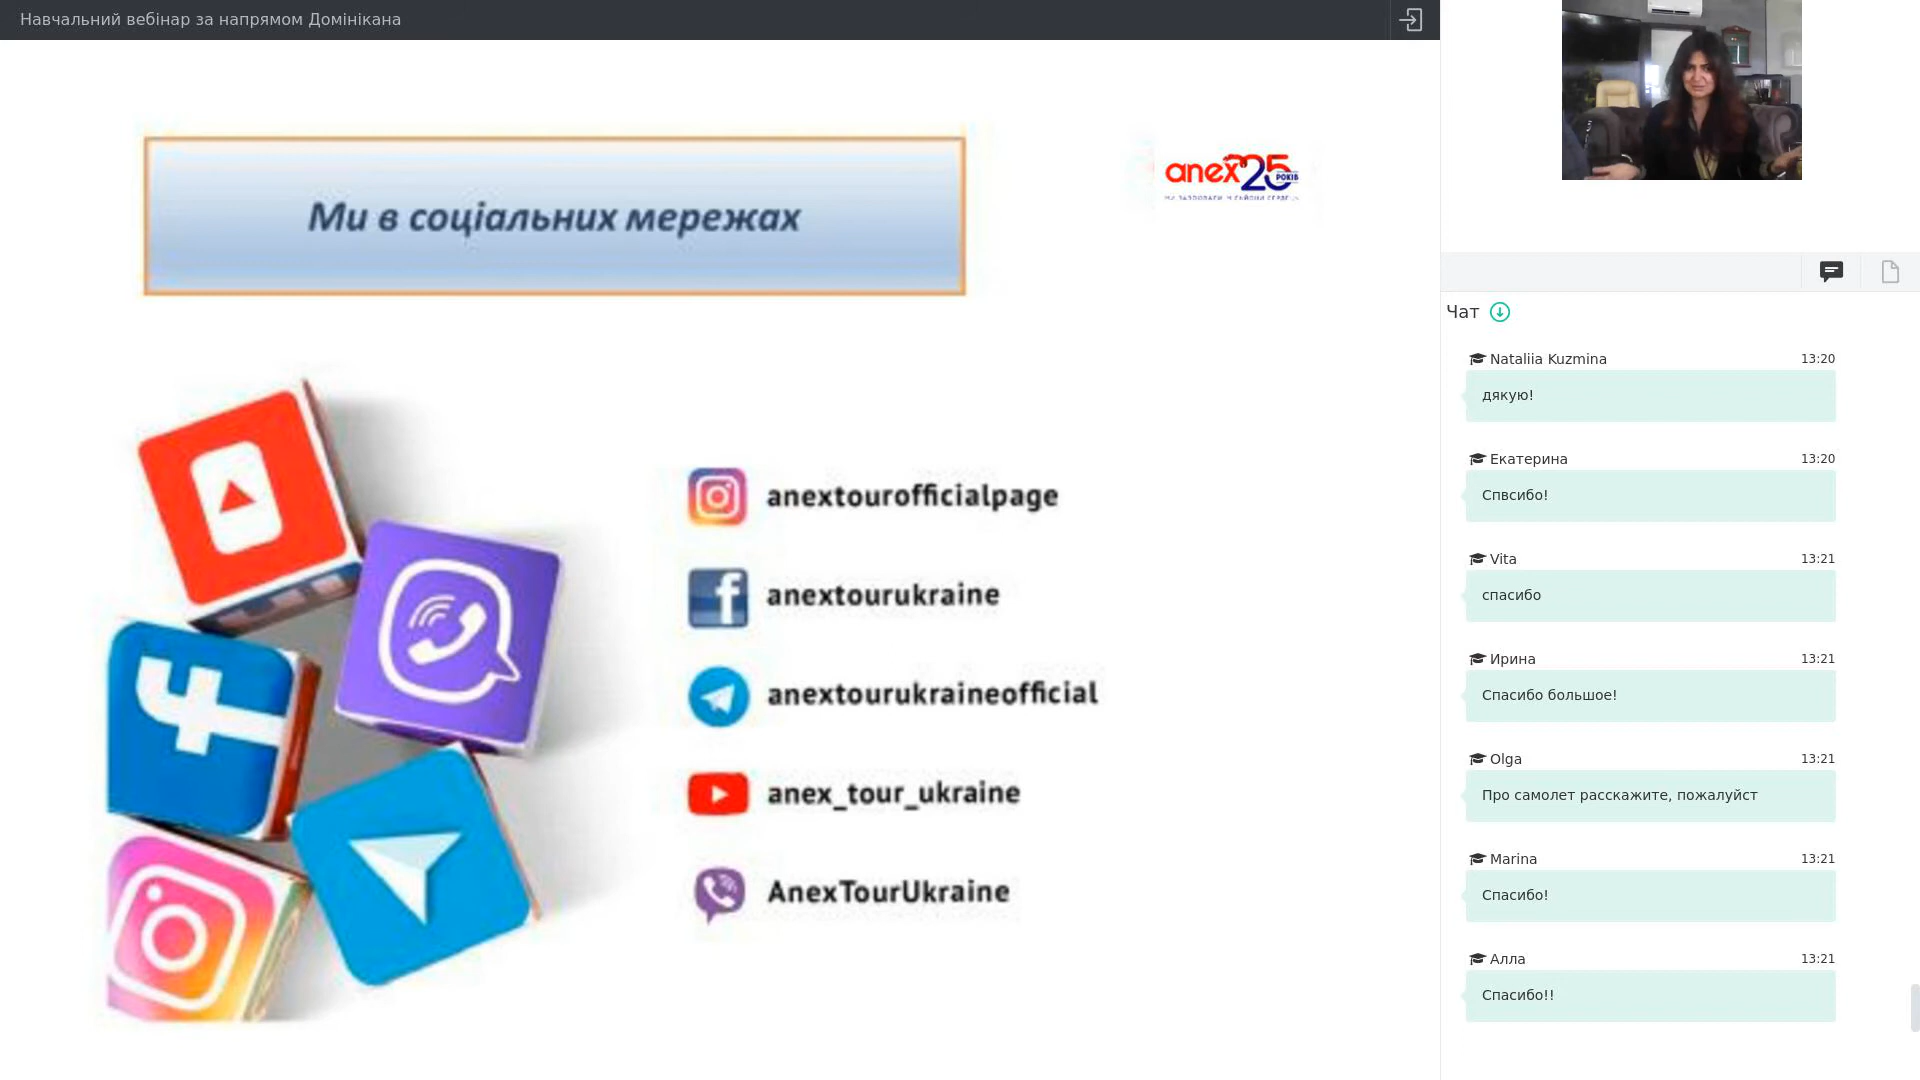 Навчальний вебінар за напрямом Домінікана
Ми в соціальних мережах
anex 25
РОКІВ
anextourofficialpage
anextourukraine
anextourukraineofficial
anex_tour_ukraine
AnexTourUkraine
Чат
Nataliia Kuzmina 13:20
дякую!
Екатерина 13:20
Спвсибо!
Vita 13:21
спасибо
Ирина 13:21
Спасибо большое!
Olga 13:21
Про самолет расскажите, пожалуйст
Marina 13:21
Спасибо!
Алла 13:21
Спасибо!!